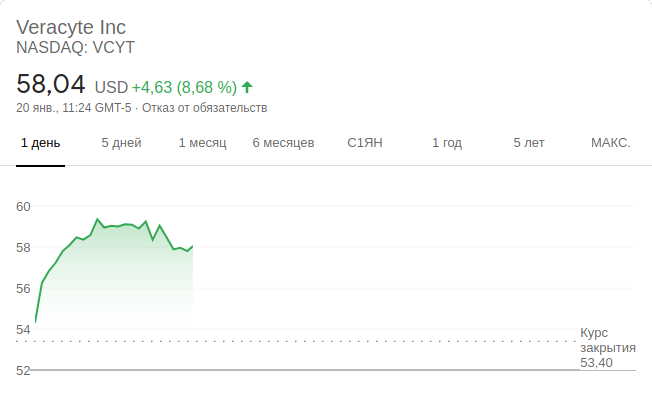 Veracyte Inc
NASDAQ: VCYT
58,04 USD +4,63 (8,68 %)
20 янв., 11:24 GMT-5 · Отказ от обязательств
1 день 5 дней 1 месяц 6 месяцев С1ЯН 1 год 5 лет МАКС.
60
58
56
54
Курс
закрытия
53,40
52